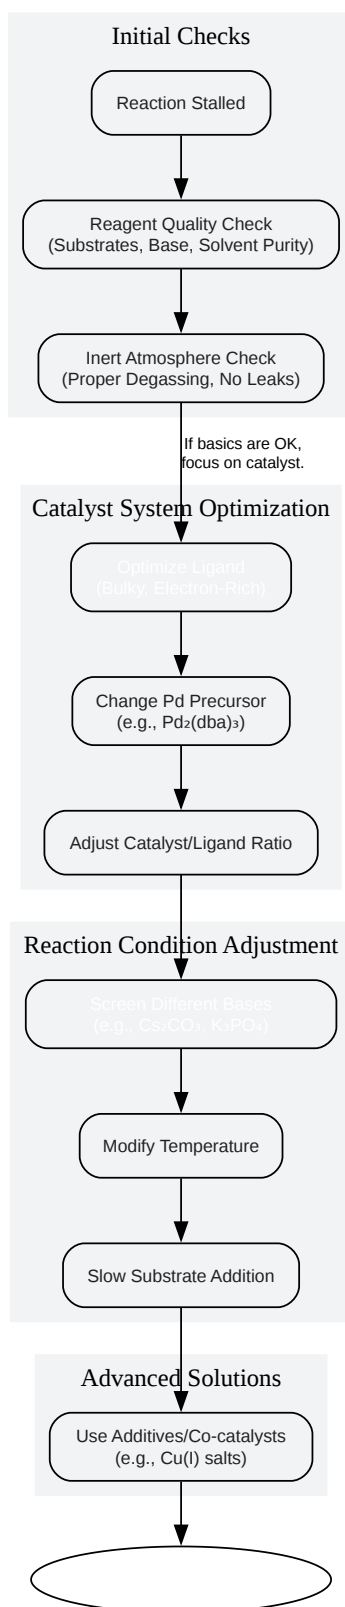 Initial Checks
Reaction Stalled
Reagent Quality Check
(Substrates, Base, Solvent Purity)
Inert Atmosphere Check
(Proper Degassing, No Leaks)
If basics are OK,
focus on catalyst.
Catalyst System Optimization
Optimize Ligand
(Bulky, Electron-Rich)
Change Pd Precursor
(e.g., Pd₂(dba)₃)
Adjust Catalyst/Ligand Ratio
Reaction Condition Adjustment
Screen Different Bases
(e.g., Cs₂CO₃, K₃PO₄)
Modify Temperature
Slow Substrate Addition
Advanced Solutions
Use Additives/Co-catalysts
(e.g., Cu(I) salts)